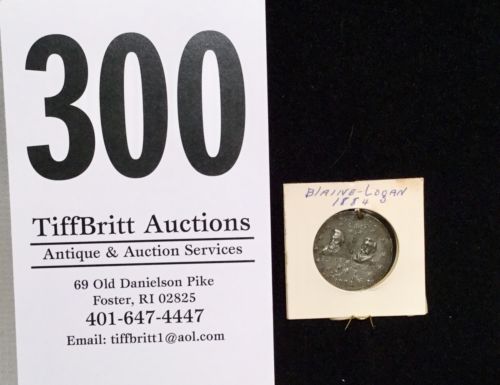 300
TiffBritt Auctions
Antique & Auction Services
69 Old Danielson Pike
Foster, RI 02825
401-647-4447
Email: tiffbritt1@aol.com
Blaine-Logan
1884